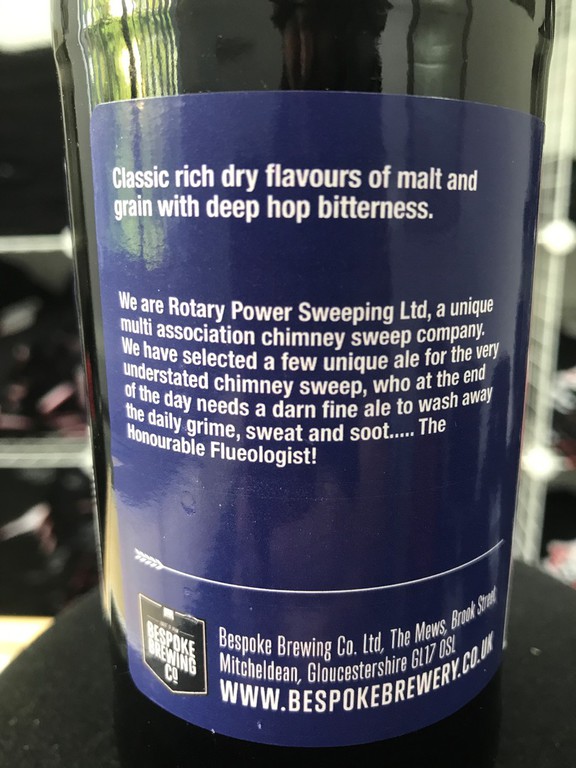 Classic rich dry flavours of malt and
grain with deep hop bitterness.
We are Rotary Power Sweeping Ltd, a unique
multi association chimney sweep company.
We have selected a few unique ale for the very
understated chimney sweep, who at the end
of the day needs a darn fine ale to wash away
the daily grime, sweat and soot..... The
Honourable Flueologist!
BESPOKE
BREWING
Co
Bespoke Brewing Co. Ltd, The Mews, Brook Street,
Mitcheldean, Gloucestershire GL17 0SL
WWW.BESPOKEBREWERY.CO.UK